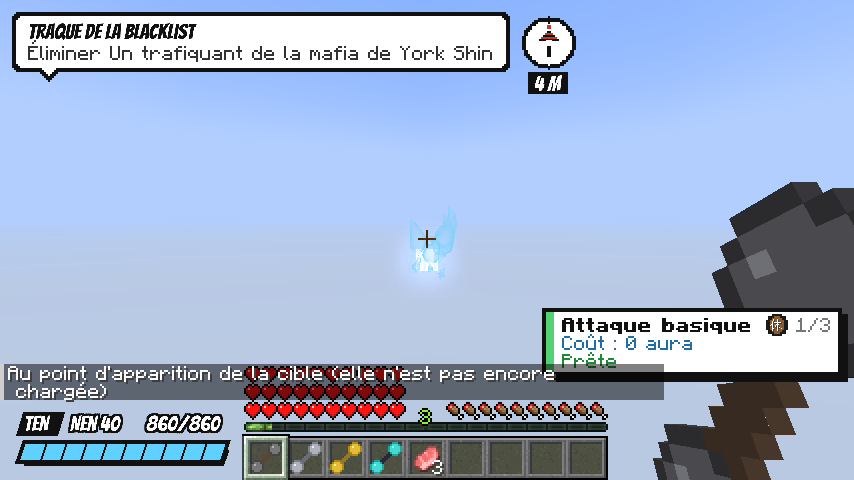 TRAQUE DE LA BLACKLIST
Éliminer Un trafiquant de la mafia de York Shin
4 M
Attaque basique 1/3
Coût : 0 aura
Prête
Au point d'apparition de la cible (elle n'est pas encore
chargée)
TEN NEN 40 860/860
8
3